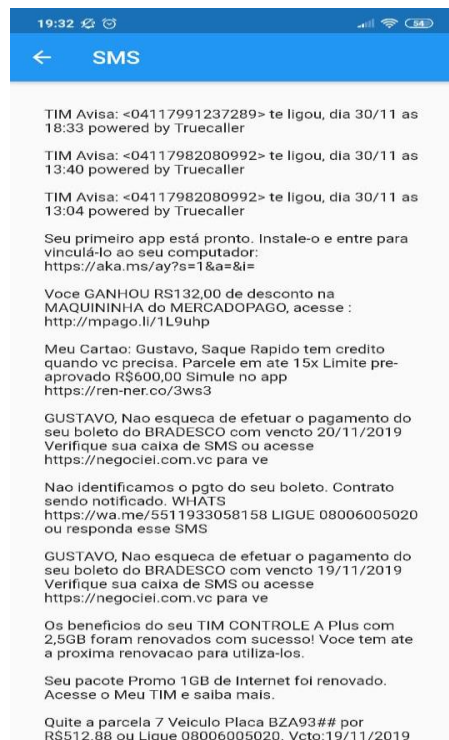 19:32
54
SMS
TIM Avisa: <04117991237289> te ligou, dia 30/11 as
18:33 powered by Truecaller
TIM Avisa: <04117982080992> te ligou, dia 30/11 as
13:40 powered by Truecaller
TIM Avisa: <04117982080992> te ligou, dia 30/11 as
13:04 powered by Truecaller
Seu primeiro app está pronto. Instale-o e entre para
vinculá-lo ao seu computador:
https://aka.ms/ay?s=1&a=&i=
Voce GANHOU RS132,00 de desconto na
MAQUININHA do MERCADOPAGO, acesse :
http://mpago.li/1L9uhp
Meu Cartao: Gustavo, Saque Rapido tem credito
quando vc precisa. Parcele em ate 15x Limite pre-
aprovado R$600,00 Simule no app
https://ren-ner.co/3ws3
GUSTAVO, Nao esqueca de efetuar o pagamento do
seu boleto do BRADESCO com vencto 20/11/2019
Verifique sua caixa de SMS ou acesse
https://negociei.com.vc para ve
Nao identificamos o pgto do seu boleto. Contrato
sendo notificado. WHATS
https://wa.me/5511933058158 LIGUE 08006005020
ou responda esse SMS
GUSTAVO, Nao esqueca de efetuar o pagamento do
seu boleto do BRADESCO com vencto 19/11/2019
Verifique sua caixa de SMS ou acesse
https://negociei.com.vc para ve
Os beneficios do seu TIM CONTROLE A Plus com
2,5GB foram renovados com sucesso! Voce tem ate
a proxima renovacao para utiliza-los.
Seu pacote Promo 1GB de Internet foi renovado.
Acesse o Meu TIM e saiba mais.
Quite a parcela 7 Veiculo Placa BZA93## por
R$512,88 ou Ligue 08006005020. Vcto:19/11/2019